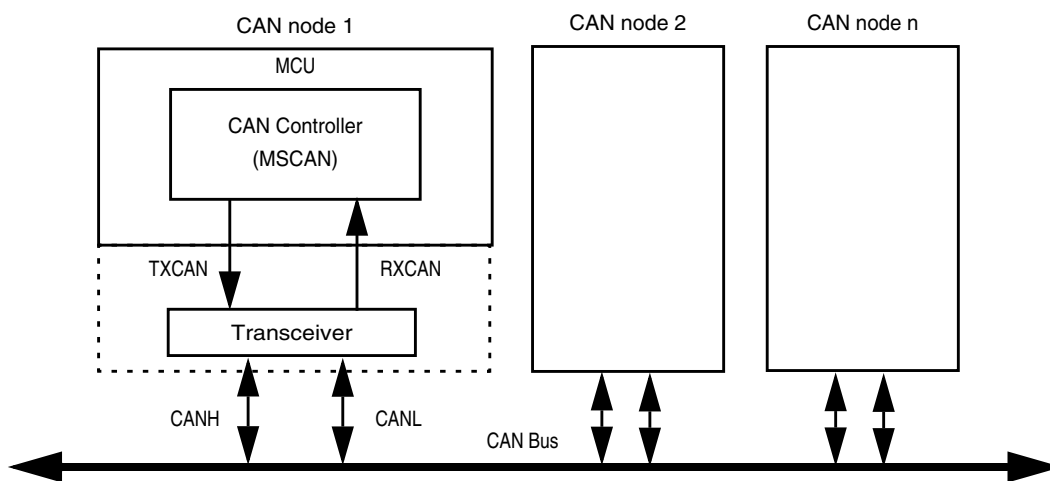 CAN node 1
CAN node 2
CAN node n
MCU
CAN Controller
(MSCAN)
TXCAN
RXCAN
Transceiver
CANH
CANL
CAN Bus